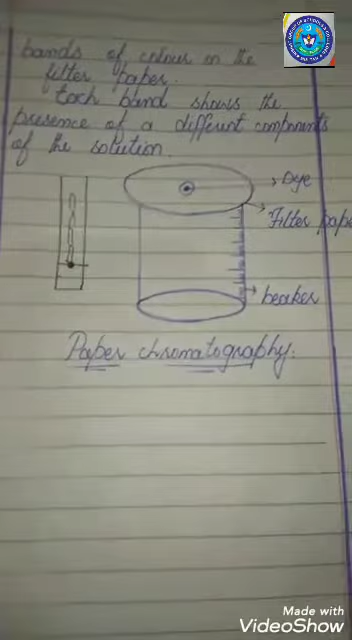 bands of colour on the
filter paper.
Each band shows the
presence of a different components
of the solution.
Dye
Filter pape
beaker
Paper chromatography.
Made with
VideoShow